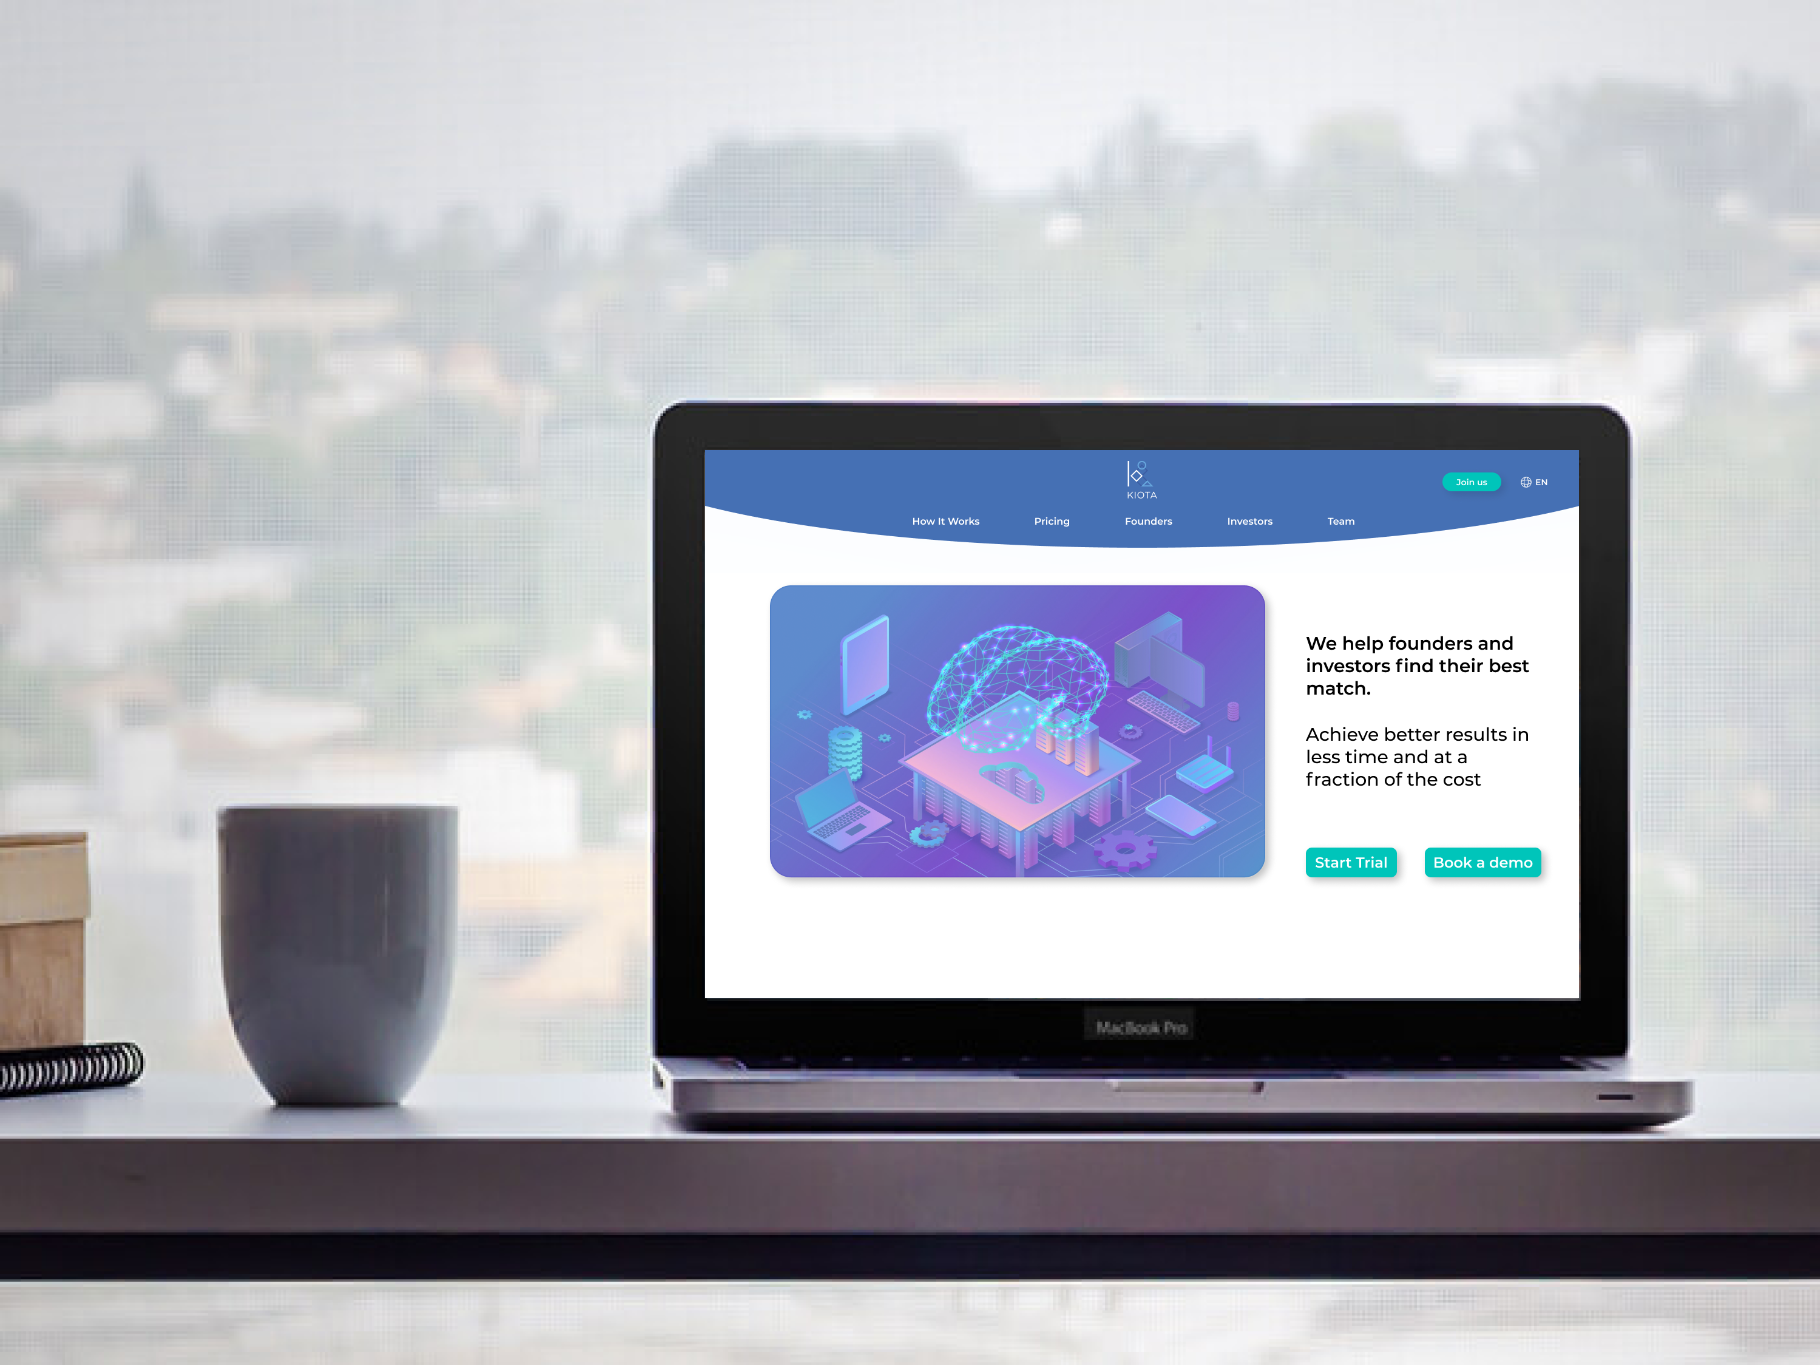 KIOTA
Join us
EN
How It Works
Pricing
Founders
Investors
Team
We help founders and
investors find their best
match.
Achieve better results in
less time and at a
fraction of the cost
Start Trial
Book a demo
MacBook Pro